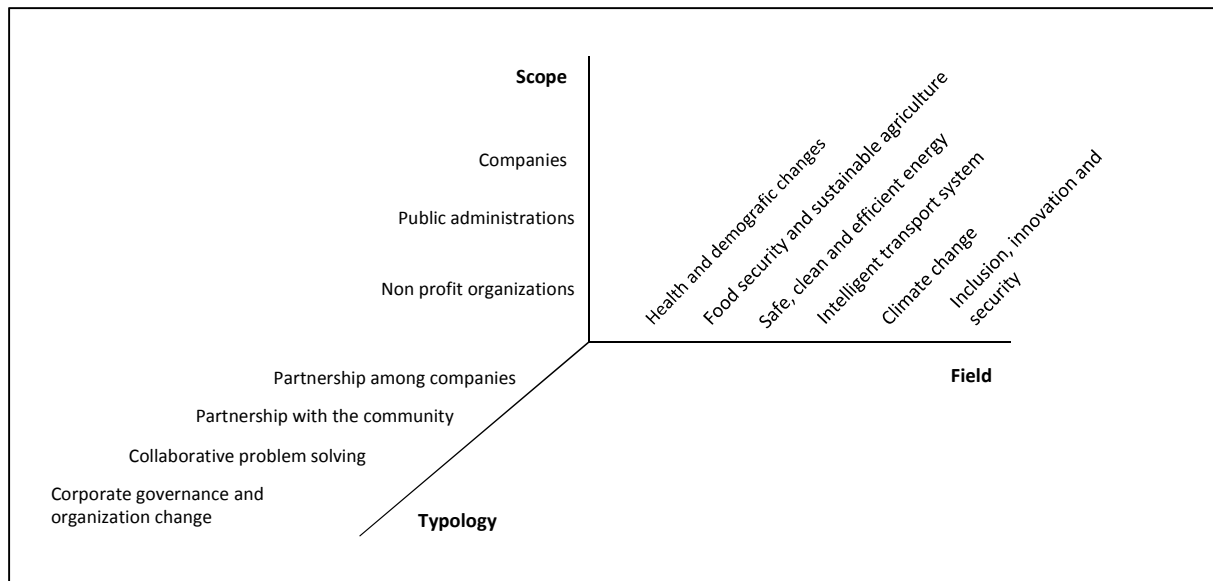 Scope
Companies
Public administrations
Non profit organizations
Health and demografic changes
Food security and sustainable agriculture
Safe, clean and efficient energy
Intelligent transport system
Climate change
Inclusion, innovation and
security
Field
Partnership among companies
Partnership with the community
Collaborative problem solving
Corporate governance and
organization change
Typology